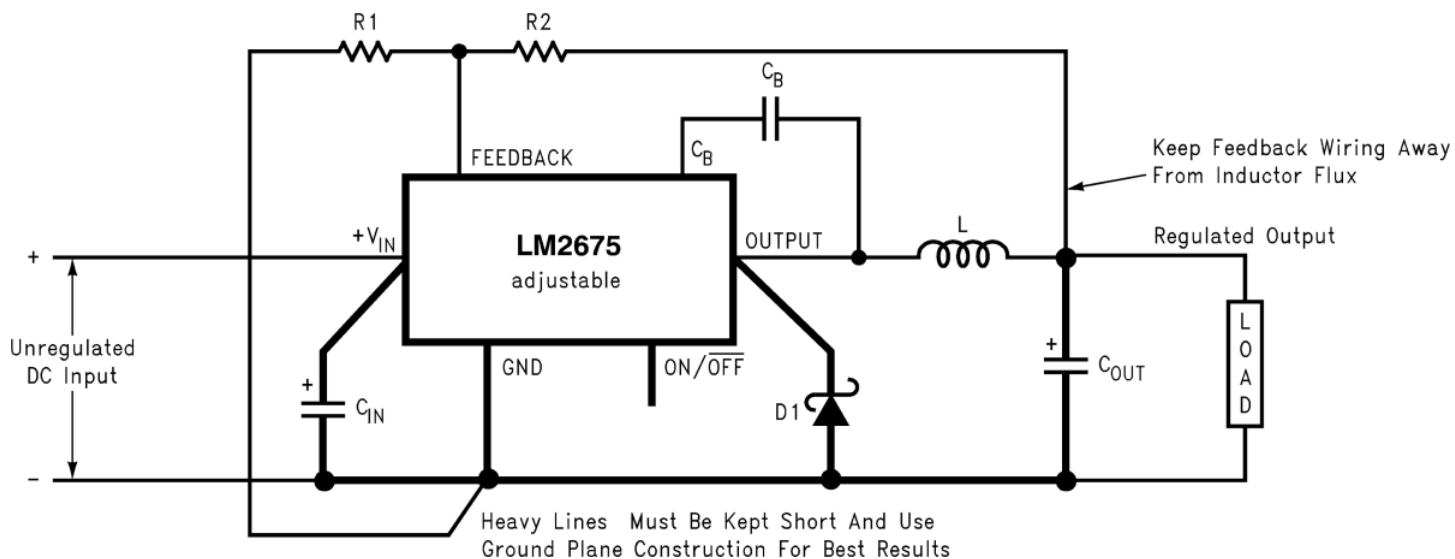 R1
R2
C_B
FEEDBACK
C_B
Keep Feedback Wiring Away
From Inductor Flux
+V_IN
LM2675
adjustable
OUTPUT
L
Regulated Output
+
Unregulated
DC Input
GND
ON/O̅F̅F̅
+
C_IN
D1
+
C_OUT
LOAD
-
Heavy Lines Must Be Kept Short And Use
Ground Plane Construction For Best Results